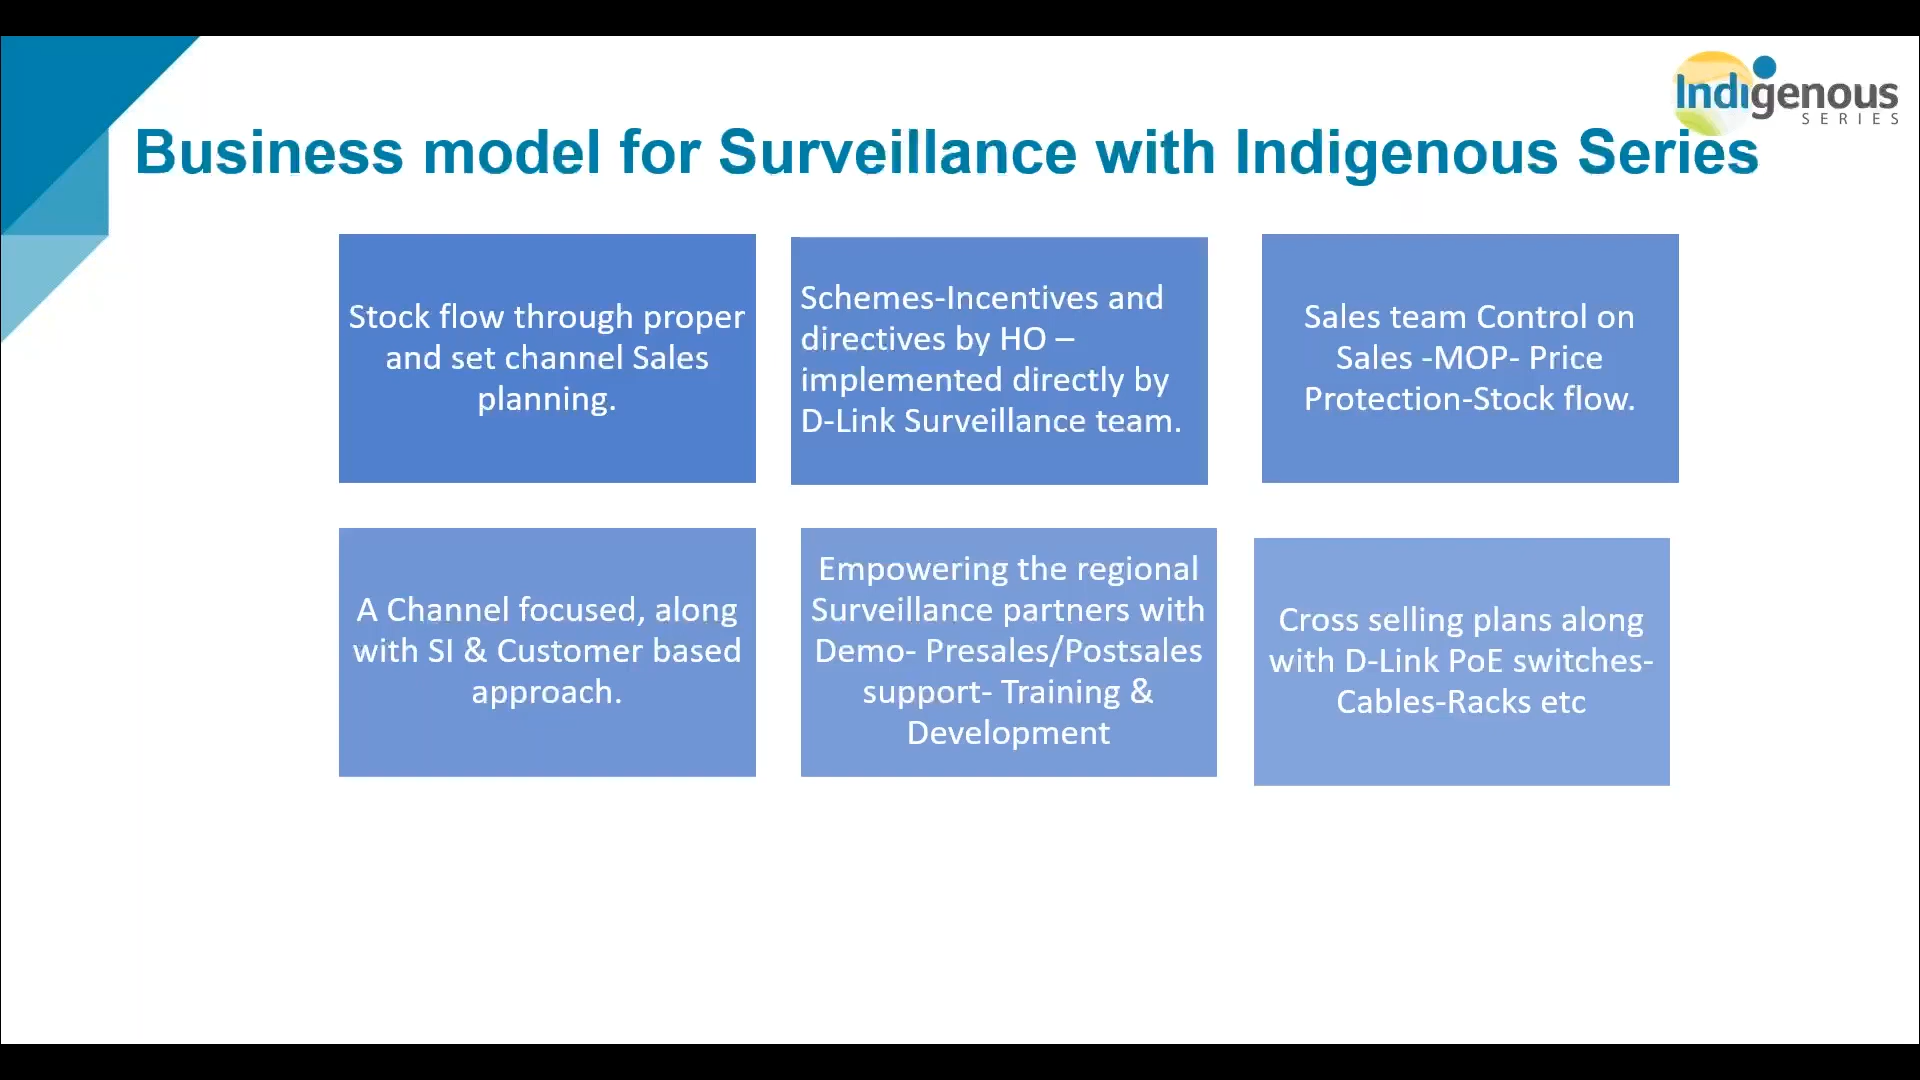 Indigenous
SERIES
Business model for Surveillance with Indigenous Series
Stock flow through proper
and set channel Sales
planning.
Schemes-Incentives and
directives by HO –
implemented directly by
D-Link Surveillance team.
Sales team Control on
Sales -MOP- Price
Protection-Stock flow.
A Channel focused, along
with SI & Customer based
approach.
Empowering the regional
Surveillance partners with
Demo- Presales/Postsales
support- Training &
Development
Cross selling plans along
with D-Link PoE switches-
Cables-Racks etc